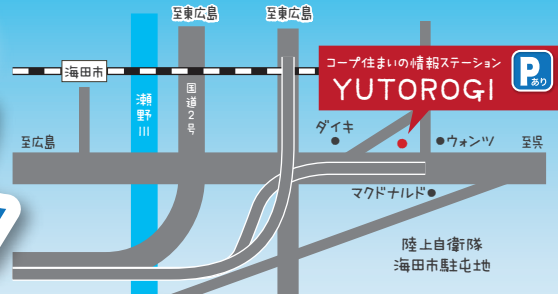 至東広島
至東広島
海田市
コープ住まいの情報ステーション
YUTOROGI
P
あり
瀬野川
国道2号
至広島
ダイキ
ウォンツ
至呉
マクドナルド
陸上自衛隊
海田市駐屯地